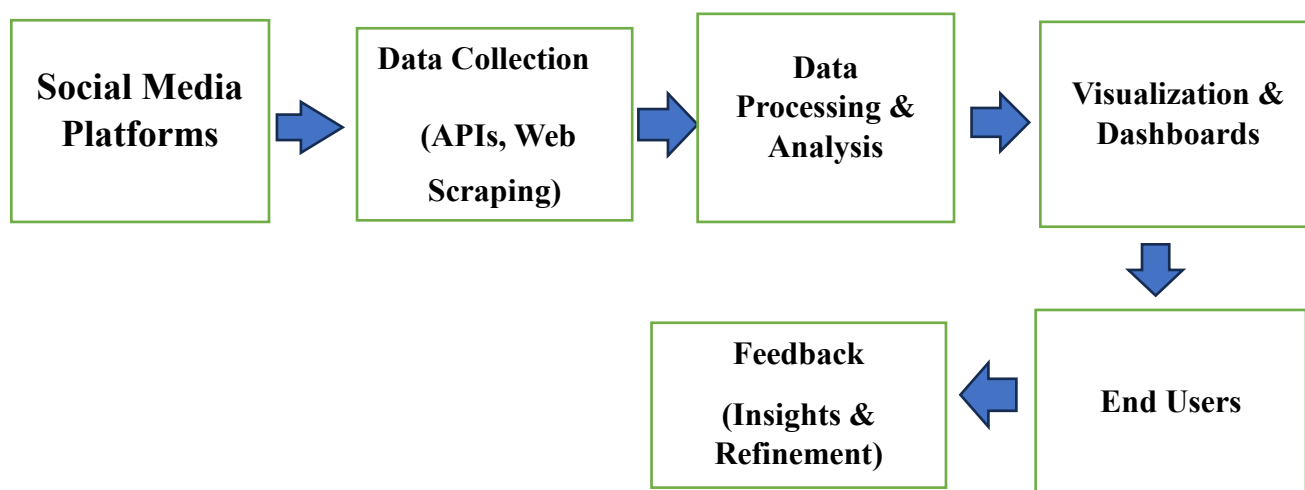 Social Media
Platforms
Data Collection
(APIs, Web
Scraping)
Data
Processing &
Analysis
Visualization &
Dashboards
End Users
Feedback
(Insights &
Refinement)